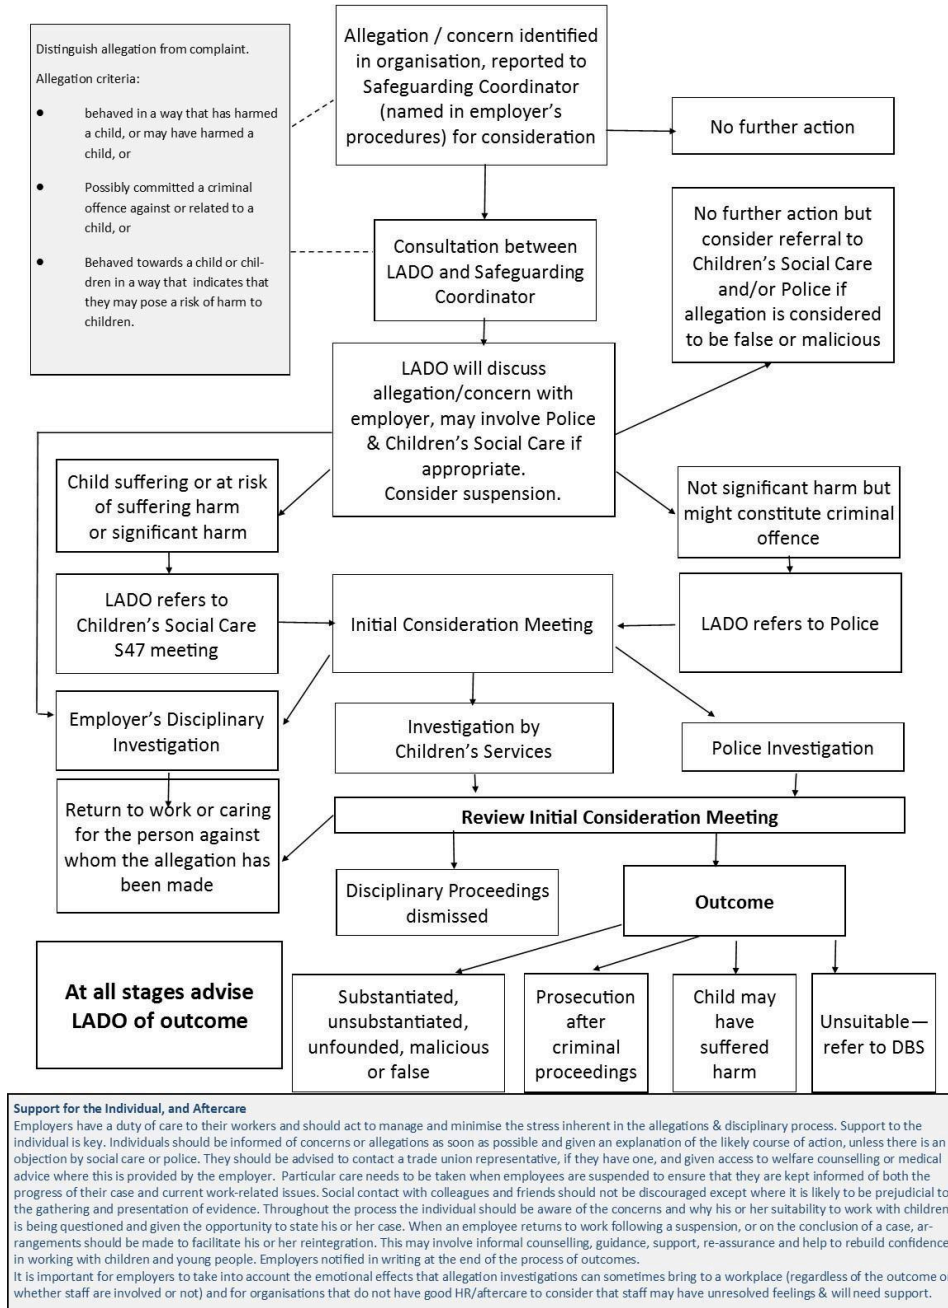 Distinguish allegation from complaint.
Allegation criteria:
● behaved in a way that has harmed
a child, or may have harmed a
child, or
● Possibly committed a criminal
offence against or related to a
child, or
● Behaved towards a child or chil-
dren in a way that indicates that
they may pose a risk of harm to
children.
Allegation / concern identified
in organisation, reported to
Safeguarding Coordinator
(named in employer's
procedures) for consideration
No further action
Consultation between
LADO and Safeguarding
Coordinator
No further action but
consider referral to
Children's Social Care
and/or Police if
allegation is considered
to be false or malicious
LADO will discuss
allegation/concern with
employer, may involve Police
& Children's Social Care if
appropriate.
Consider suspension.
Child suffering or at risk
of suffering harm
or significant harm
Not significant harm but
might constitute criminal
offence
LADO refers to
Children's Social Care
S47 meeting
Initial Consideration Meeting
LADO refers to Police
Employer's Disciplinary
Investigation
Investigation by
Children's Services
Police Investigation
Return to work or caring
for the person against
whom the allegation has
been made
Review Initial Consideration Meeting
Disciplinary Proceedings
dismissed
Outcome
At all stages advise
LADO of outcome
Substantiated,
unsubstantiated,
unfounded, malicious
or false
Prosecution
after
criminal
proceedings
Child may
have
suffered
harm
Unsuitable—
refer to DBS
Support for the Individual, and Aftercare
Employers have a duty of care to their workers and should act to manage and minimise the stress inherent in the allegations & disciplinary process. Support to the
individual is key. Individuals should be informed of concerns or allegations as soon as possible and given an explanation of the likely course of action, unless there is an
objection by social care or police. They should be advised to contact a trade union representative, if they have one, and given access to welfare counselling or medical
advice where this is provided by the employer. Particular care needs to be taken when employees are suspended to ensure that they are kept informed of both the
progress of their case and current work-related issues. Social contact with colleagues and friends should not be discouraged except where it is likely to be prejudicial to
the gathering and presentation of evidence. Throughout the process the individual should be aware of the concerns and why his or her suitability to work with children
is being questioned and given the opportunity to state his or her case. When an employee returns to work following a suspension, or on the conclusion of a case, ar-
rangements should be made to facilitate his or her reintegration. This may involve informal counselling, guidance, support, re-assurance and help to rebuild confidence
in working with children and young people. Employers notified in writing at the end of the process of outcomes.
It is important for employers to take into account the emotional effects that allegation investigations can sometimes bring to a workplace (regardless of the outcome or
whether staff are involved or not) and for organisations that do not have good HR/aftercare to consider that staff may have unresolved feelings & will need support.